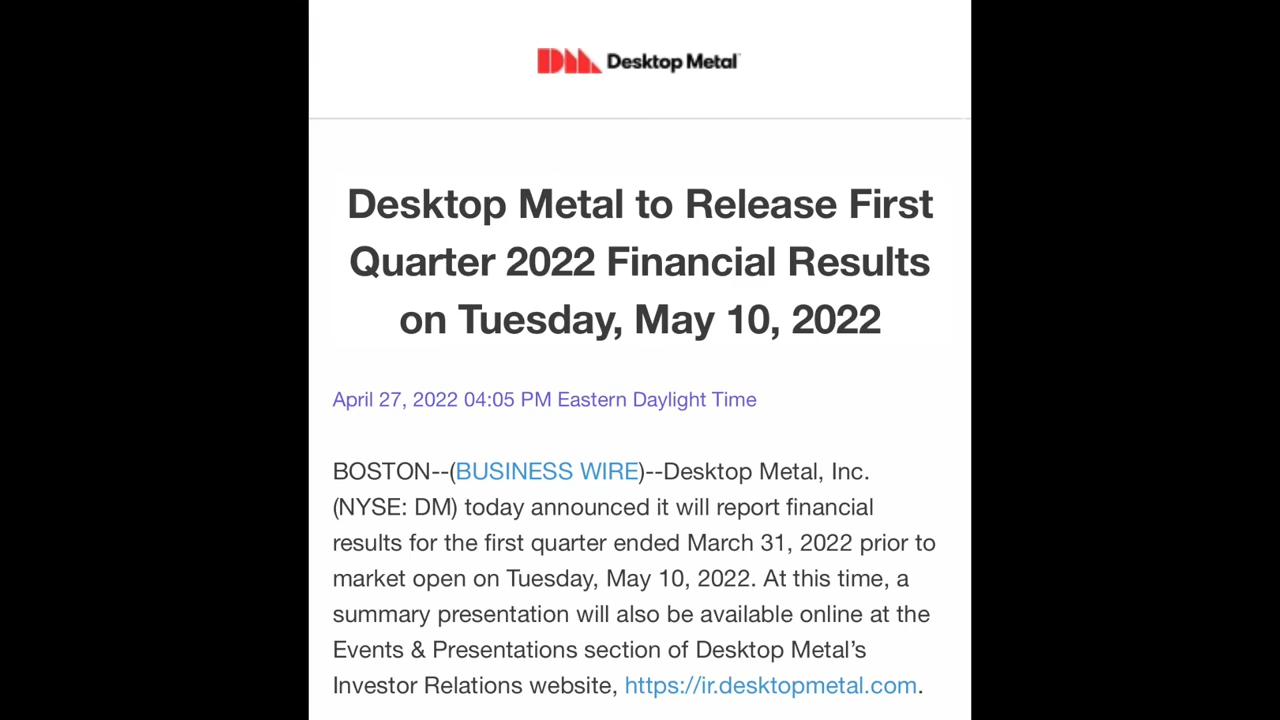 DM Desktop Metal
Desktop Metal to Release First
Quarter 2022 Financial Results
on Tuesday, May 10, 2022
April 27, 2022 04:05 PM Eastern Daylight Time
BOSTON--(BUSINESS WIRE)--Desktop Metal, Inc.
(NYSE: DM) today announced it will report financial
results for the first quarter ended March 31, 2022 prior to
market open on Tuesday, May 10, 2022. At this time, a
summary presentation will also be available online at the
Events & Presentations section of Desktop Metal’s
Investor Relations website, https://ir.desktopmetal.com.